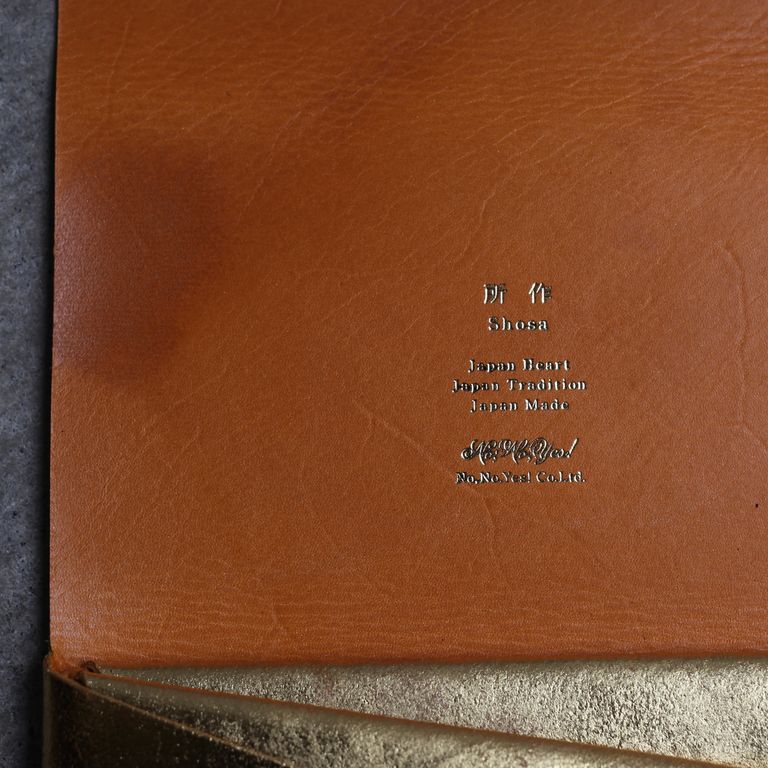 所作
Shosa
Japan Heart
Japan Tradition
Japan Made
No,No,Yes!
No,No,Yes! Co.Ltd.